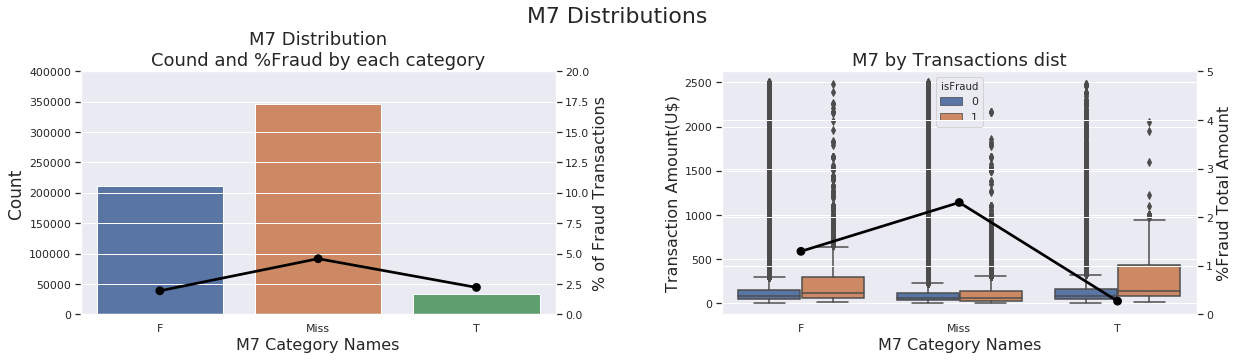 M7 Distributions
M7 Distribution
Cound and %Fraud by each category
400000
350000
300000
250000
200000
150000
100000
50000
0
Count
20.0
17.5
15.0
12.5
10.0
7.5
5.0
2.5
0.0
% of Fraud Transactions
F
Miss
T
M7 Category Names
M7 by Transactions dist
2500
2000
1500
1000
500
0
Transaction Amount(U$)
isFraud
0
1
5
4
3
2
1
0
%Fraud Total Amount
F
Miss
T
M7 Category Names